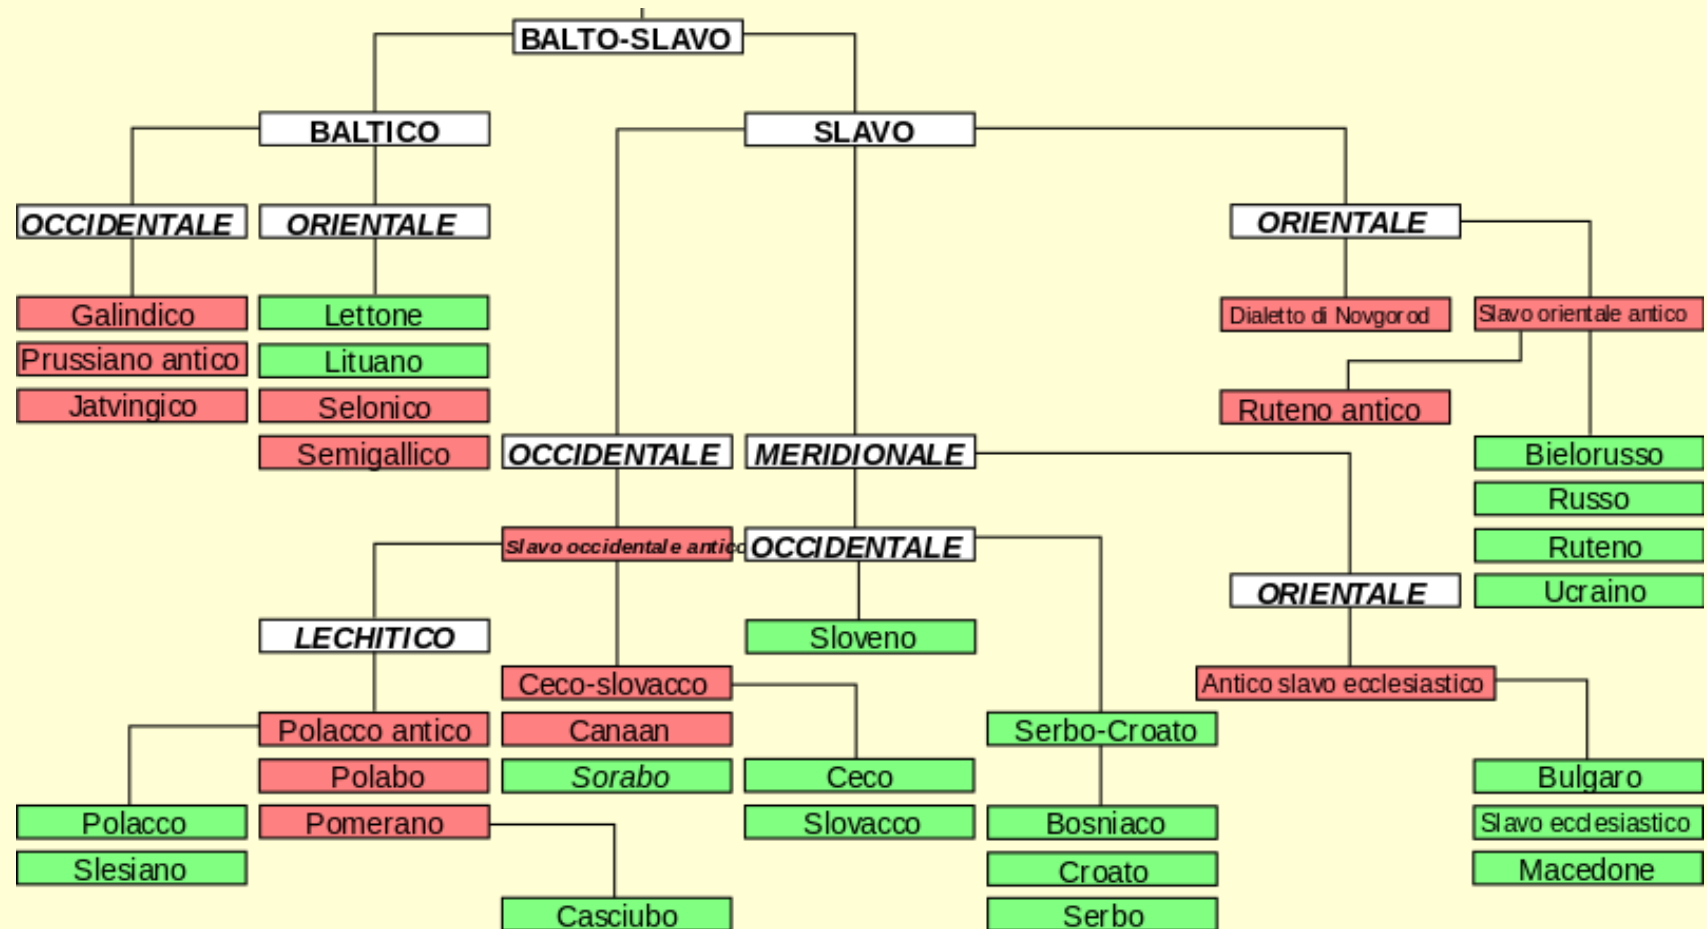 BALTO-SLAVO
BALTICO
SLAVO
OCCIDENTALE
ORIENTALE
ORIENTALE
Galindico
Lettone
Dialetto di Novgorod
Slavo orientale antico
Prussiano antico
Lituano
Jatvingico
Selonico
Ruteno antico
Semigallico
OCCIDENTALE
MERIDIONALE
Bielorusso
Russo
Slavo occidentale antico
OCCIDENTALE
Ruteno
ORIENTALE
Ucraino
LECHITICO
Sloveno
Ceco-slovacco
Antico slavo ecclesiastico
Polacco antico
Canaan
Serbo-Croato
Polabo
Sorabo
Ceco
Bulgaro
Polacco
Pomerano
Slovacco
Bosniaco
Slavo ecclesiastico
Slesiano
Croato
Macedone
Casciubo
Serbo